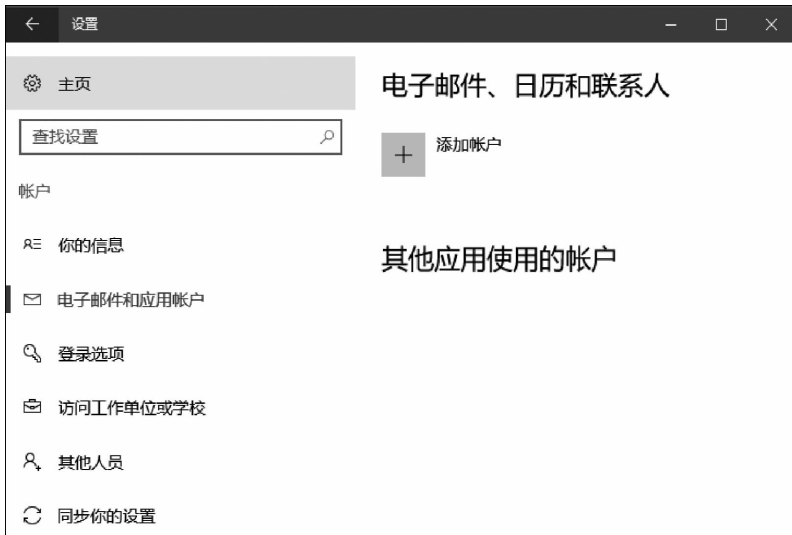 设置
主页
查找设置
帐户
你的信息
电子邮件和应用帐户
登录选项
访问工作单位或学校
其他人员
同步你的设置
电子邮件、日历和联系人
添加帐户
其他应用使用的帐户